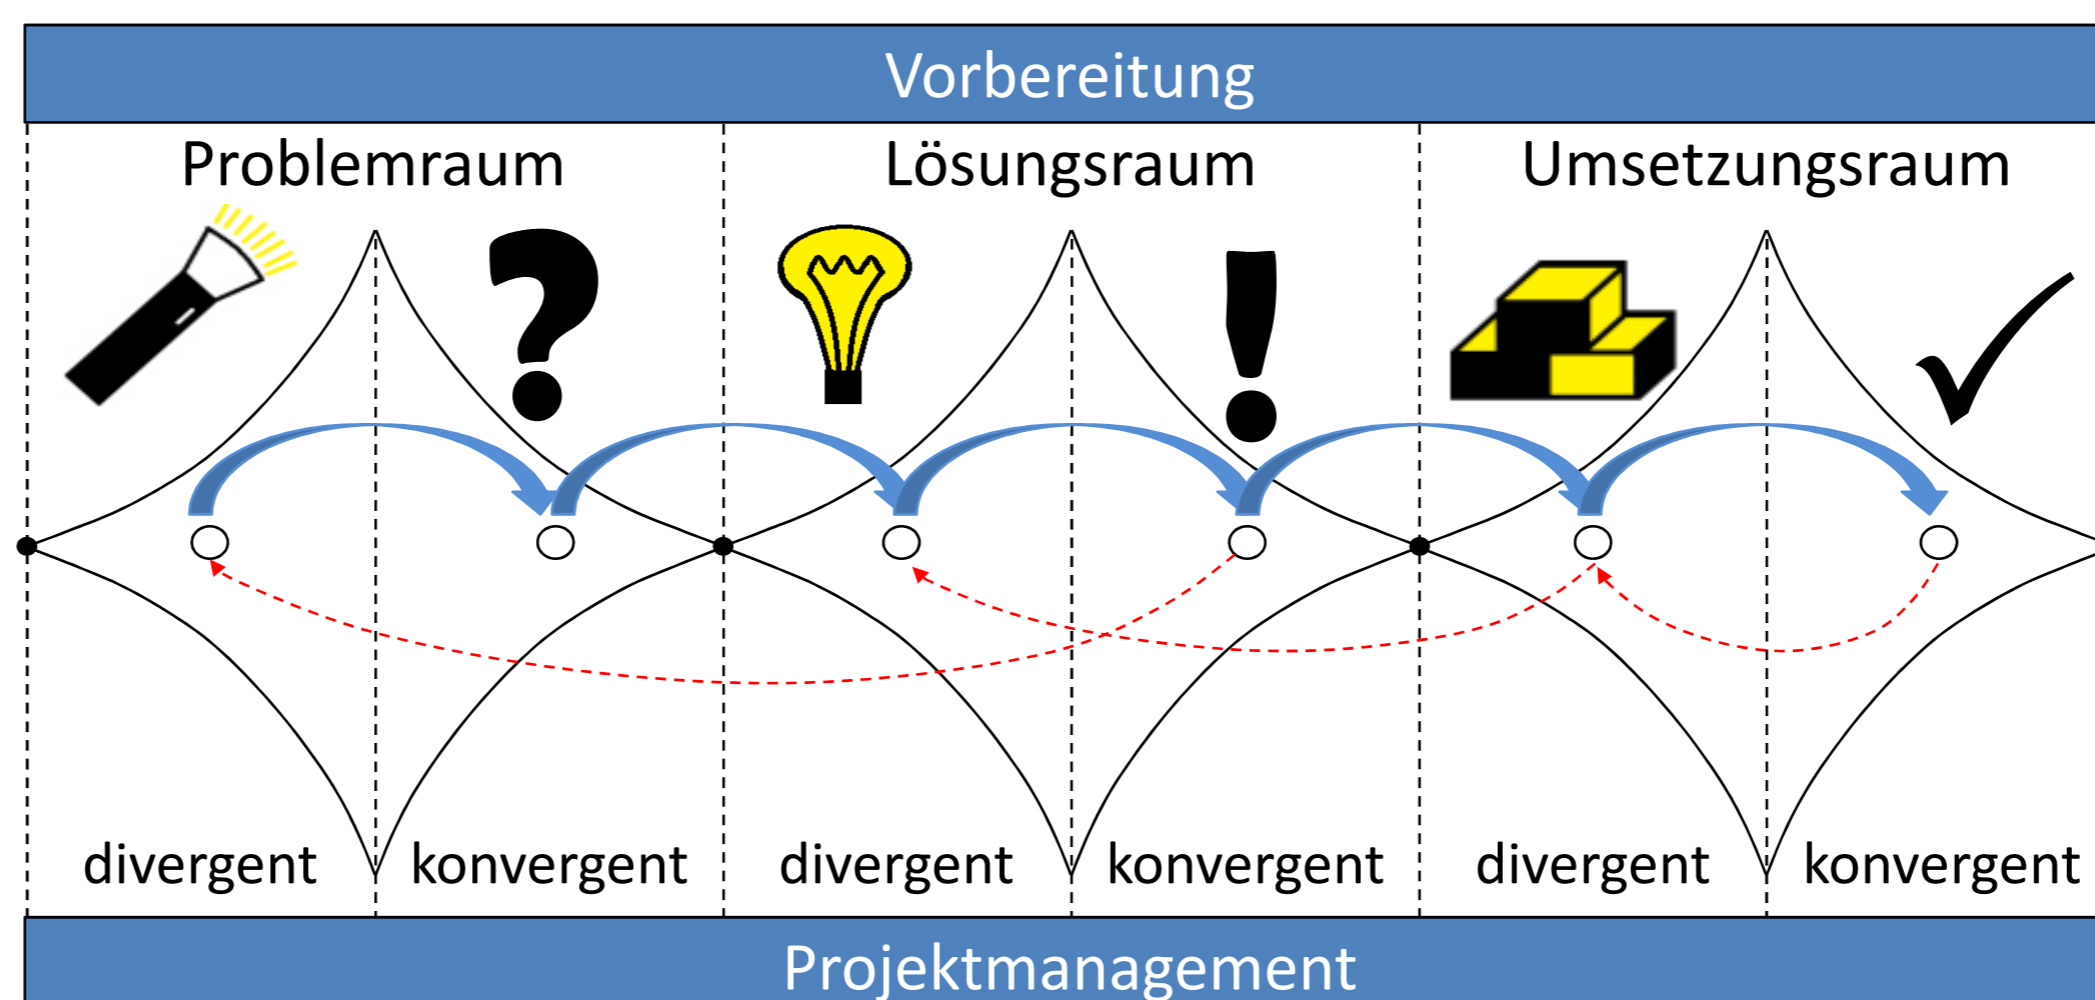 Vorbereitung
Problemraum Lösungsraum Umsetzungsraum
? !
divergent konvergent divergent konvergent divergent konvergent
Projektmanagement